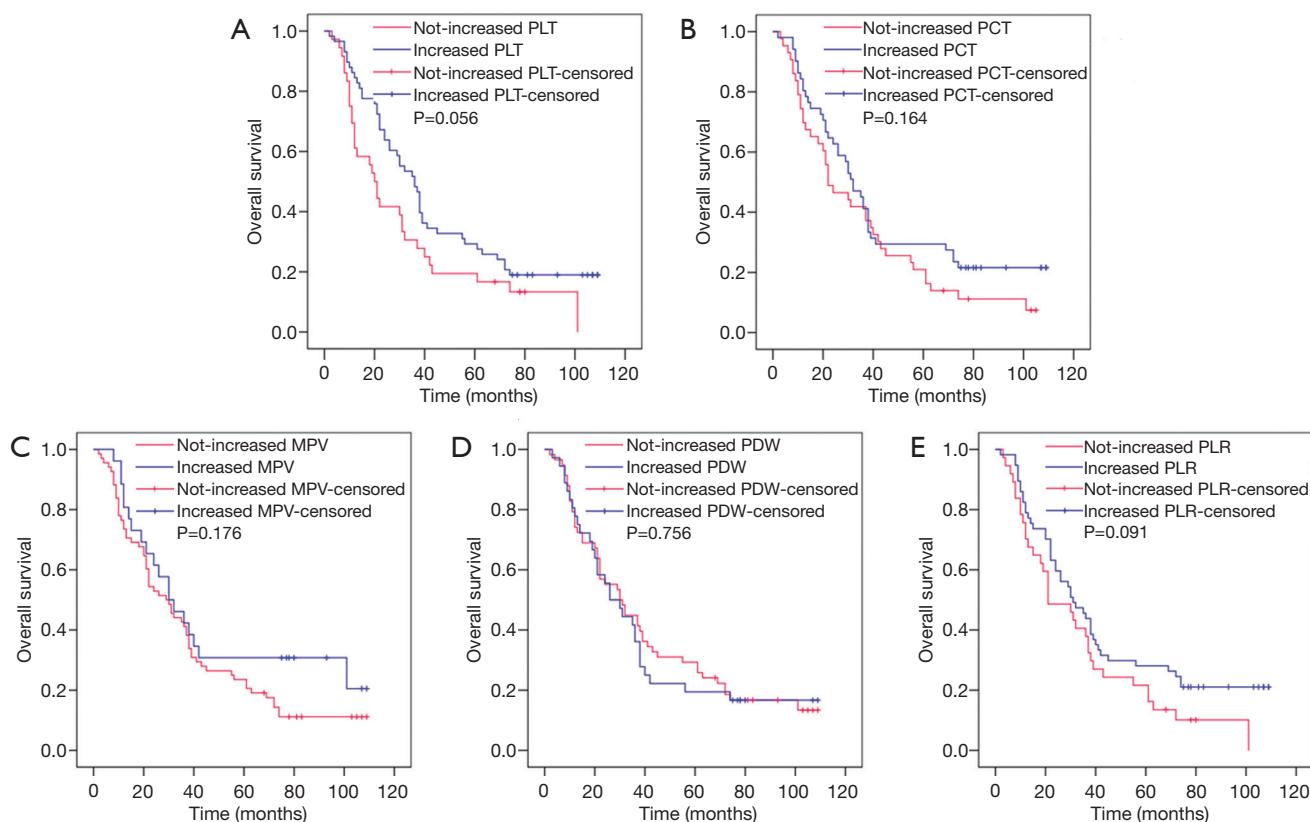 A
Not-increased PLT
Increased PLT
Not-increased PLT-censored
Increased PLT-censored
P=0.056
1.0
0.8
0.6
0.4
0.2
0.0
Overall survival
0 20 40 60 80 100 120
Time (months)
B
Not-increased PCT
Increased PCT
Not-increased PCT-censored
Increased PCT-censored
P=0.164
1.0
0.8
0.6
0.4
0.2
0.0
Overall survival
0 20 40 60 80 100 120
Time (months)
C
Not-increased MPV
Increased MPV
Not-increased MPV-censored
Increased MPV-censored
P=0.176
1.0
0.8
0.6
0.4
0.2
0.0
Overall survival
0 20 40 60 80 100 120
Time (months)
D
Not-increased PDW
Increased PDW
Not-increased PDW-censored
Increased PDW-censored
P=0.756
1.0
0.8
0.6
0.4
0.2
0.0
Overall survival
0 20 40 60 80 100 120
Time (months)
E
Not-increased PLR
Increased PLR
Not-increased PLR-censored
Increased PLR-censored
P=0.091
1.0
0.8
0.6
0.4
0.2
0.0
Overall survival
0 20 40 60 80 100 120
Time (months)